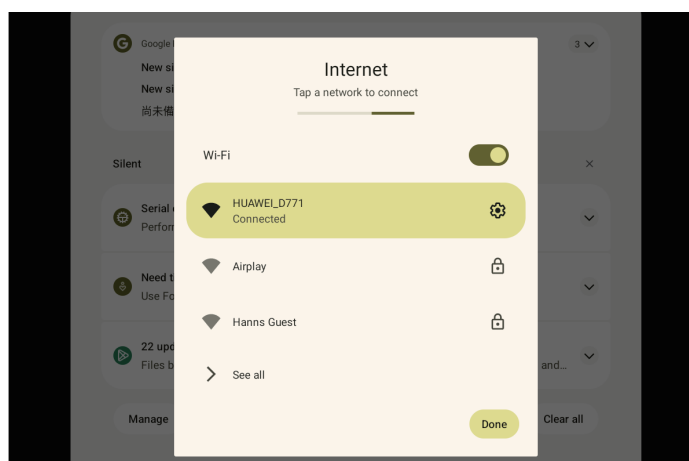 Google
3
New si
New si
尚未備
Internet
Tap a network to connect
Silent
Wi-Fi
Serial
Perforn
HUAWEI_D771
Connected
Airplay
Need t
Use Fo
Hanns Guest
22 upd
Files b
and...
See all
Manage
Done
Clear all